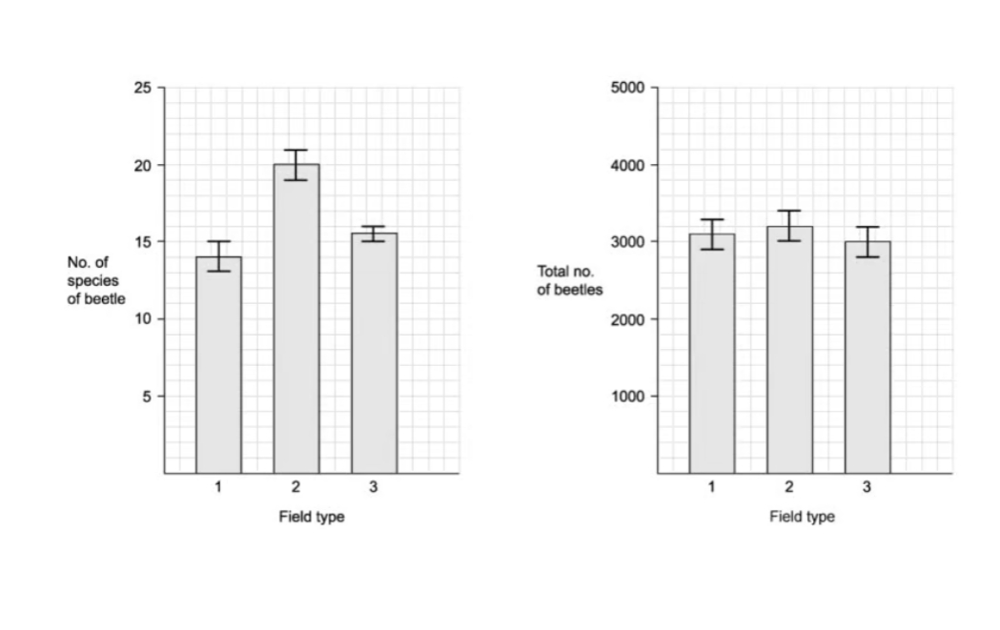 25
20
15
10
5
No. of
species
of beetle
1 2 3
Field type
5000
4000
3000
2000
1000
Total no.
of beetles
1 2 3
Field type